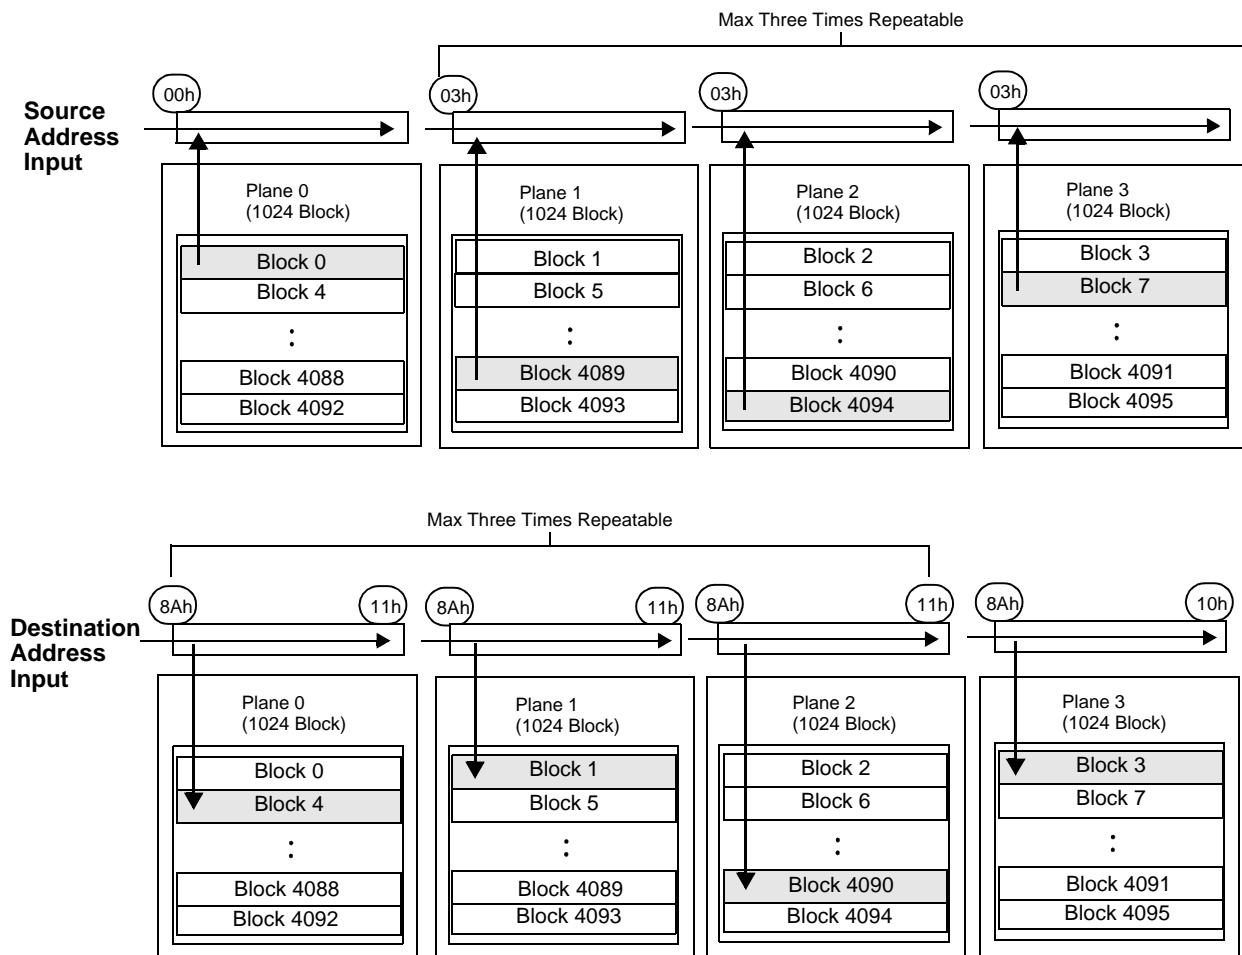 Max Three Times Repeatable
00h
03h
03h
03h
Source
Address
Input
Plane 0
(1024 Block)
Block 0
Block 4
:
Block 4088
Block 4092
Plane 1
(1024 Block)
Block 1
Block 5
:
Block 4089
Block 4093
Plane 2
(1024 Block)
Block 2
Block 6
:
Block 4090
Block 4094
Plane 3
(1024 Block)
Block 3
Block 7
:
Block 4091
Block 4095
Max Three Times Repeatable
8Ah
11h
8Ah
11h
8Ah
11h
8Ah
10h
Destination
Address
Input
Plane 0
(1024 Block)
Block 0
Block 4
:
Block 4088
Block 4092
Plane 1
(1024 Block)
Block 1
Block 5
:
Block 4089
Block 4093
Plane 2
(1024 Block)
Block 2
Block 6
:
Block 4090
Block 4094
Plane 3
(1024 Block)
Block 3
Block 7
:
Block 4091
Block 4095